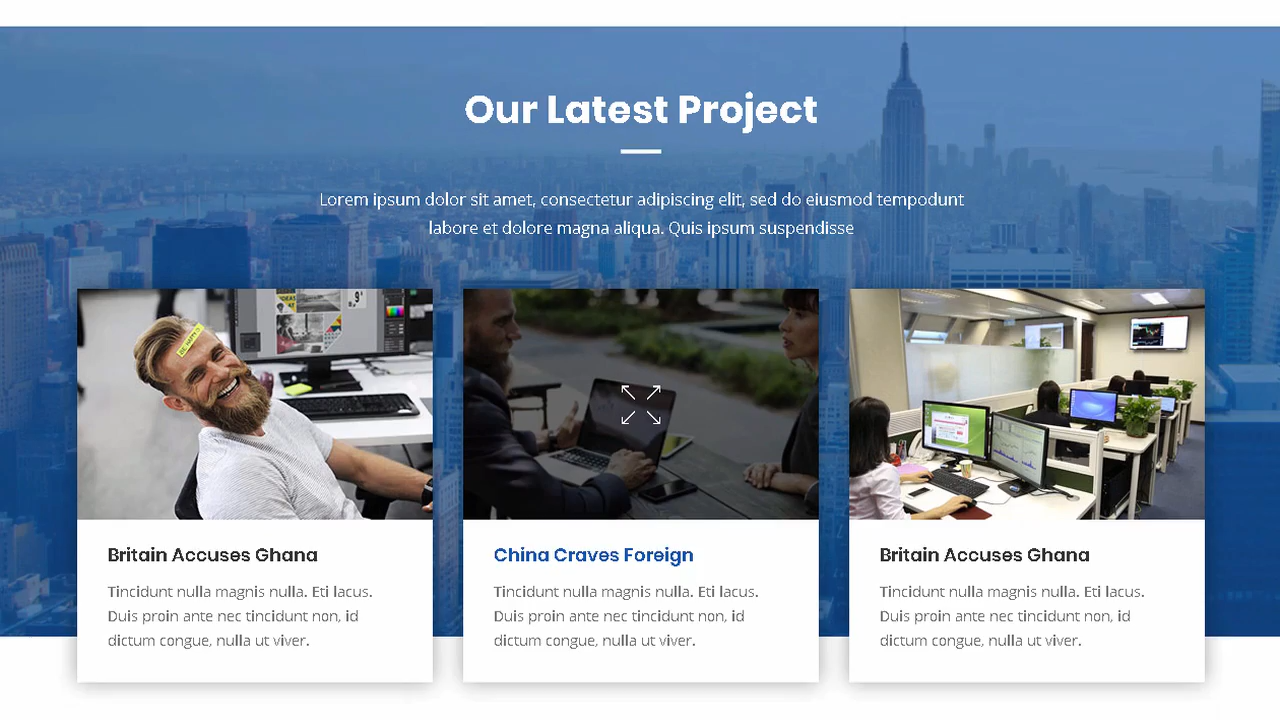 Our Latest Project
Lorem ipsum dolor sit amet, consectetur adipiscing elit, sed do eiusmod tempodunt
labore et dolore magna aliqua. Quis ipsum suspendisse
Britain Accuses Ghana
Tincidunt nulla magnis nulla. Eti lacus.
Duis proin ante nec tincidunt non, id
dictum congue, nulla ut viver.
China Craves Foreign
Tincidunt nulla magnis nulla. Eti lacus.
Duis proin ante nec tincidunt non, id
dictum congue, nulla ut viver.
Britain Accuses Ghana
Tincidunt nulla magnis nulla. Eti lacus.
Duis proin ante nec tincidunt non, id
dictum congue, nulla ut viver.